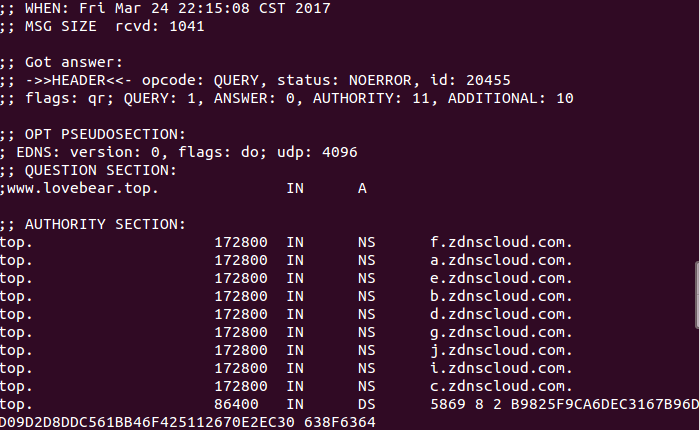 ;; WHEN: Fri Mar 24 22:15:08 CST 2017
;; MSG SIZE  rcvd: 1041

;; Got answer:
;; ->>HEADER<<- opcode: QUERY, status: NOERROR, id: 20455
;; flags: qr; QUERY: 1, ANSWER: 0, AUTHORITY: 11, ADDITIONAL: 10

;; OPT PSEUDOSECTION:
; EDNS: version: 0, flags: do; udp: 4096
;; QUESTION SECTION:
;www.lovebear.top. IN A

;; AUTHORITY SECTION:
top. 172800 IN NS f.zdnscloud.com.
top. 172800 IN NS a.zdnscloud.com.
top. 172800 IN NS e.zdnscloud.com.
top. 172800 IN NS b.zdnscloud.com.
top. 172800 IN NS d.zdnscloud.com.
top. 172800 IN NS g.zdnscloud.com.
top. 172800 IN NS j.zdnscloud.com.
top. 172800 IN NS i.zdnscloud.com.
top. 172800 IN NS c.zdnscloud.com.
top. 86400 IN DS 5869 8 2 B9825F9CA6DEC3167B96D
D09D2D8DDC561BB46F425112670E2EC30 638F6364